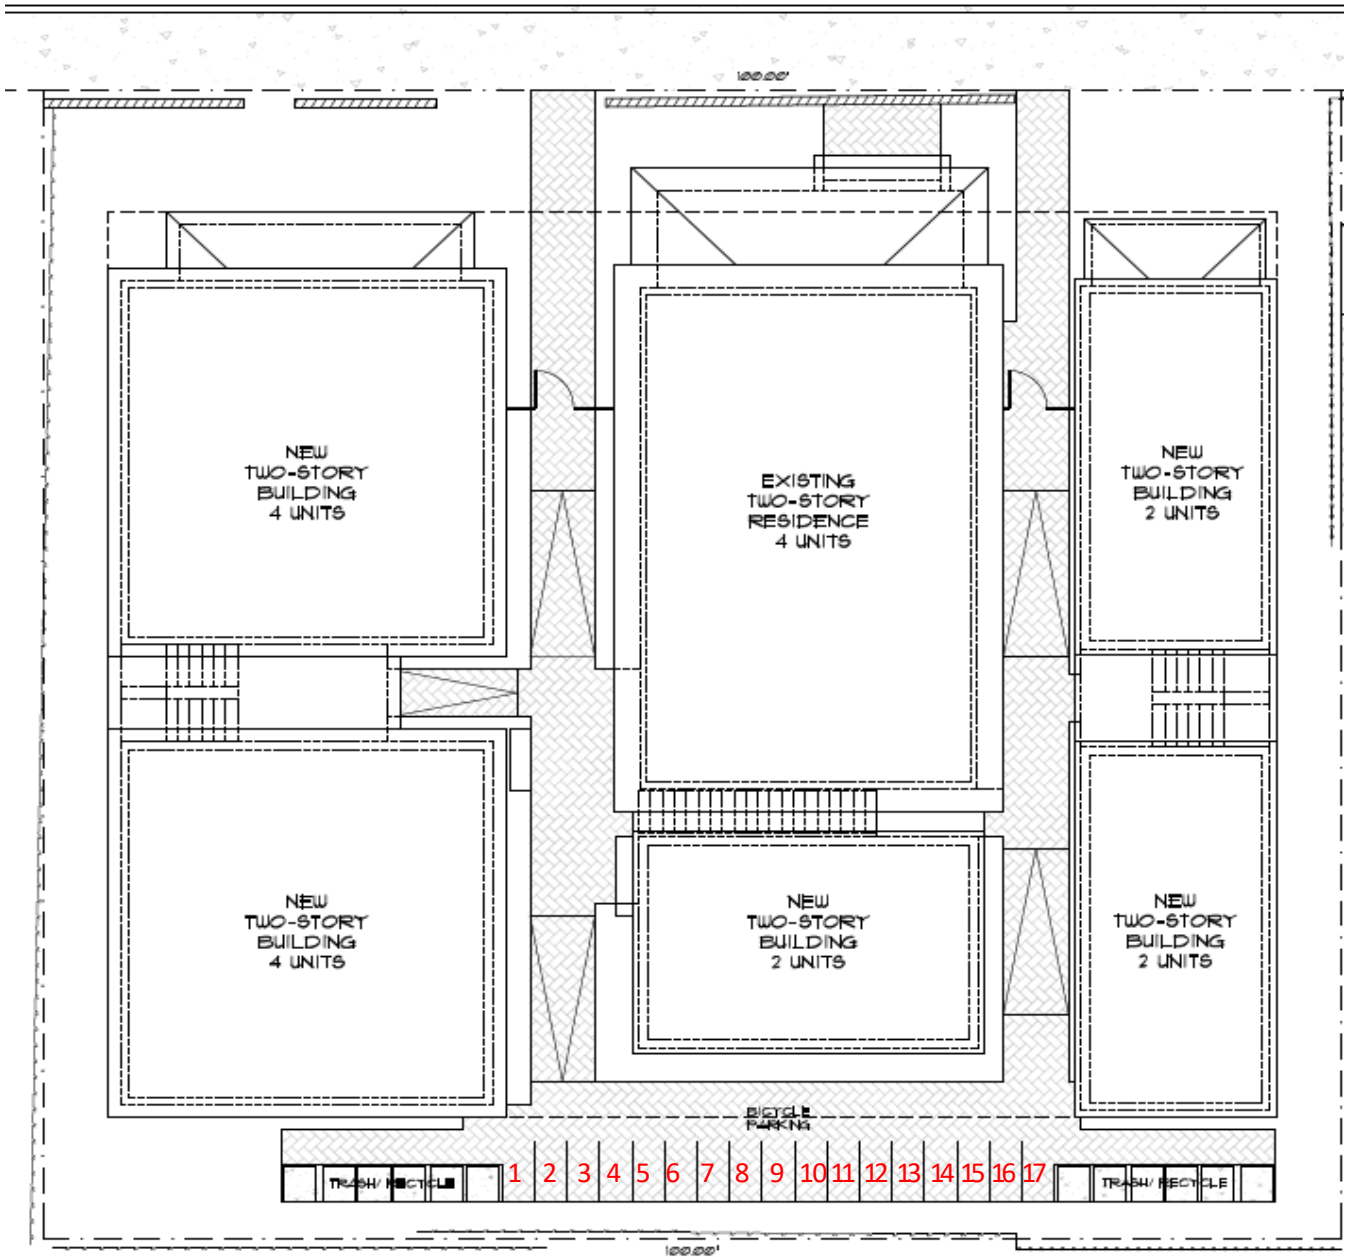 100.00'
NEW
TWO-STORY
BUILDING
4 UNITS
EXISTING
TWO-STORY
RESIDENCE
4 UNITS
NEW
TWO-STORY
BUILDING
2 UNITS
NEW
TWO-STORY
BUILDING
4 UNITS
NEW
TWO-STORY
BUILDING
2 UNITS
NEW
TWO-STORY
BUILDING
2 UNITS
BICYCLE
PARKING
TRASH/ RECYCLE
1 2 3 4 5 6 7 8 9 10 11 12 13 14 15 16 17
TRASH/ RECYCLE
100.00'